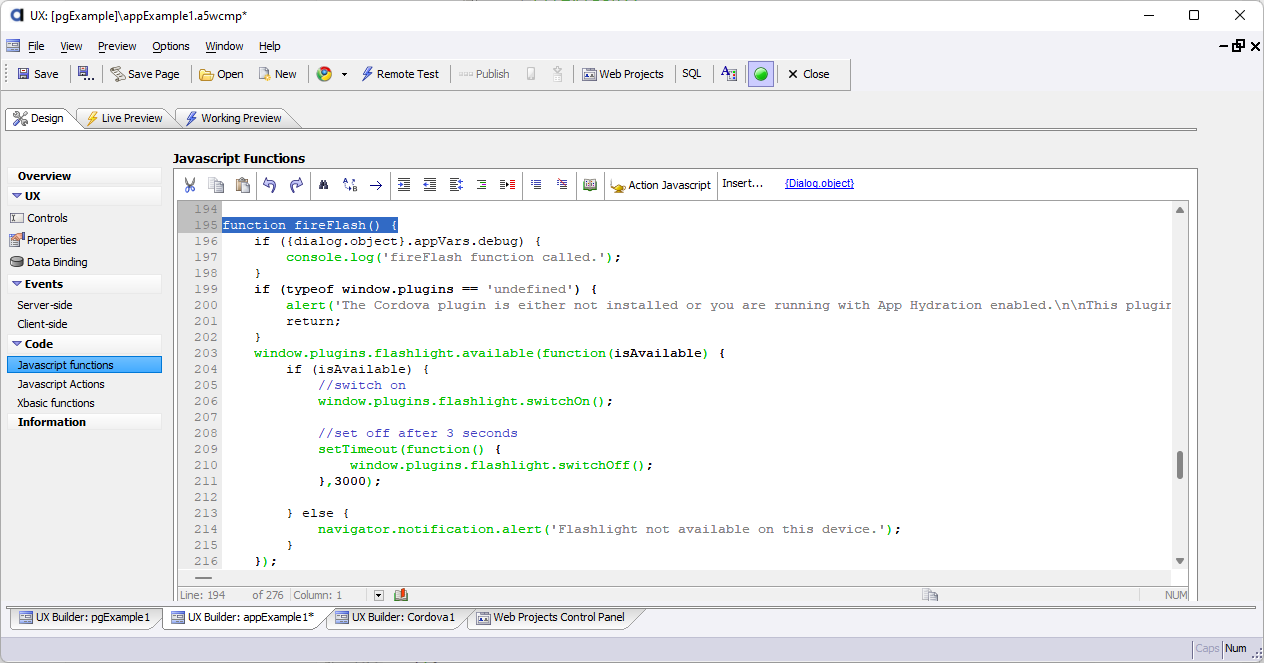 UX: [pgExample]\appExample1.a5wcmp*
File View Preview Options Window Help
Save Save Page Open New Remote Test Publish Web Projects SQL Close
Design Live Preview Working Preview
Overview
UX
Controls
Properties
Data Binding
Events
Server-side
Client-side
Code
Javascript functions
Javascript Actions
Xbasic functions
Information
Javascript Functions
Action Javascript Insert... {Dialog.object}
194
195 function fireFlash() {
196 if ({dialog.object}.appVars.debug) {
197 console.log('fireFlash function called.');
198 }
199 if (typeof window.plugins == 'undefined') {
200 alert('The Cordova plugin is either not installed or you are running with App Hydration enabled.\n\nThis plugin
201 return;
202 }
203 window.plugins.flashlight.available(function(isAvailable) {
204 if (isAvailable) {
205 //switch on
206 window.plugins.flashlight.switchOn();
207
208 //set off after 3 seconds
209 setTimeout(function() {
210 window.plugins.flashlight.switchOff();
211 },3000);
212
213 } else {
214 navigator.notification.alert('Flashlight not available on this device.');
215 }
216 });
Line: 194 of 276 Column: 1 NUM
UX Builder: pgExample1 UX Builder: appExample1* UX Builder: Cordova1 Web Projects Control Panel
Caps Num